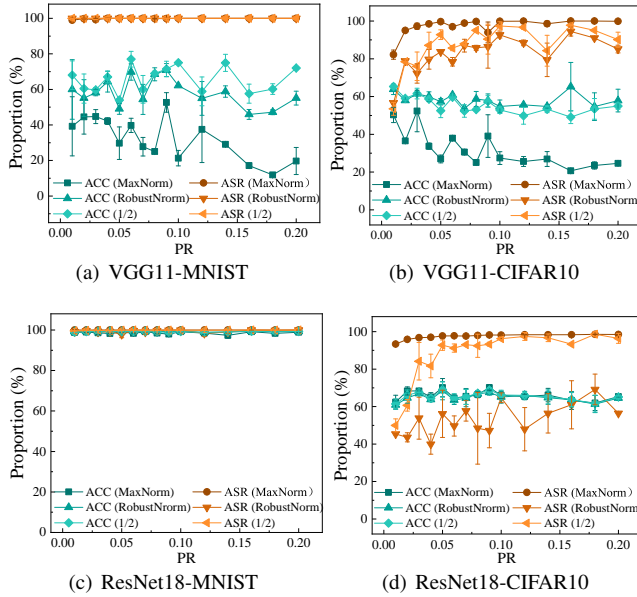 100
80
60
40
20
0
Proportion (%)
ACC (MaxNorm)
ASR (MaxNorm)
ACC (RobustNrorm)
ASR (RobustNorm)
ACC (1/2)
ASR (1/2)
0.00 0.05 0.10 0.15 0.20
PR
(a) VGG11-MNIST
100
80
60
40
20
0
Proportion (%)
ACC (MaxNorm)
ASR (MaxNorm)
ACC (RobustNrorm)
ASR (RobustNorm)
ACC (1/2)
ASR (1/2)
0.00 0.05 0.10 0.15 0.20
PR
(b) VGG11-CIFAR10
100
80
60
40
20
0
Proportion (%)
ACC (MaxNorm)
ASR (MaxNorm)
ACC (RobustNorm)
ASR (RobustNorm)
ACC (1/2)
ASR (1/2)
0.00 0.05 0.10 0.15 0.20
PR
(c) ResNet18-MNIST
100
80
60
40
20
0
Proportion (%)
ACC (MaxNorm)
ASR (MaxNorm)
ACC (RobustNorm)
ASR (RobustNorm)
ACC (1/2)
ASR (1/2)
0.00 0.05 0.10 0.15 0.20
PR
(d) ResNet18-CIFAR10